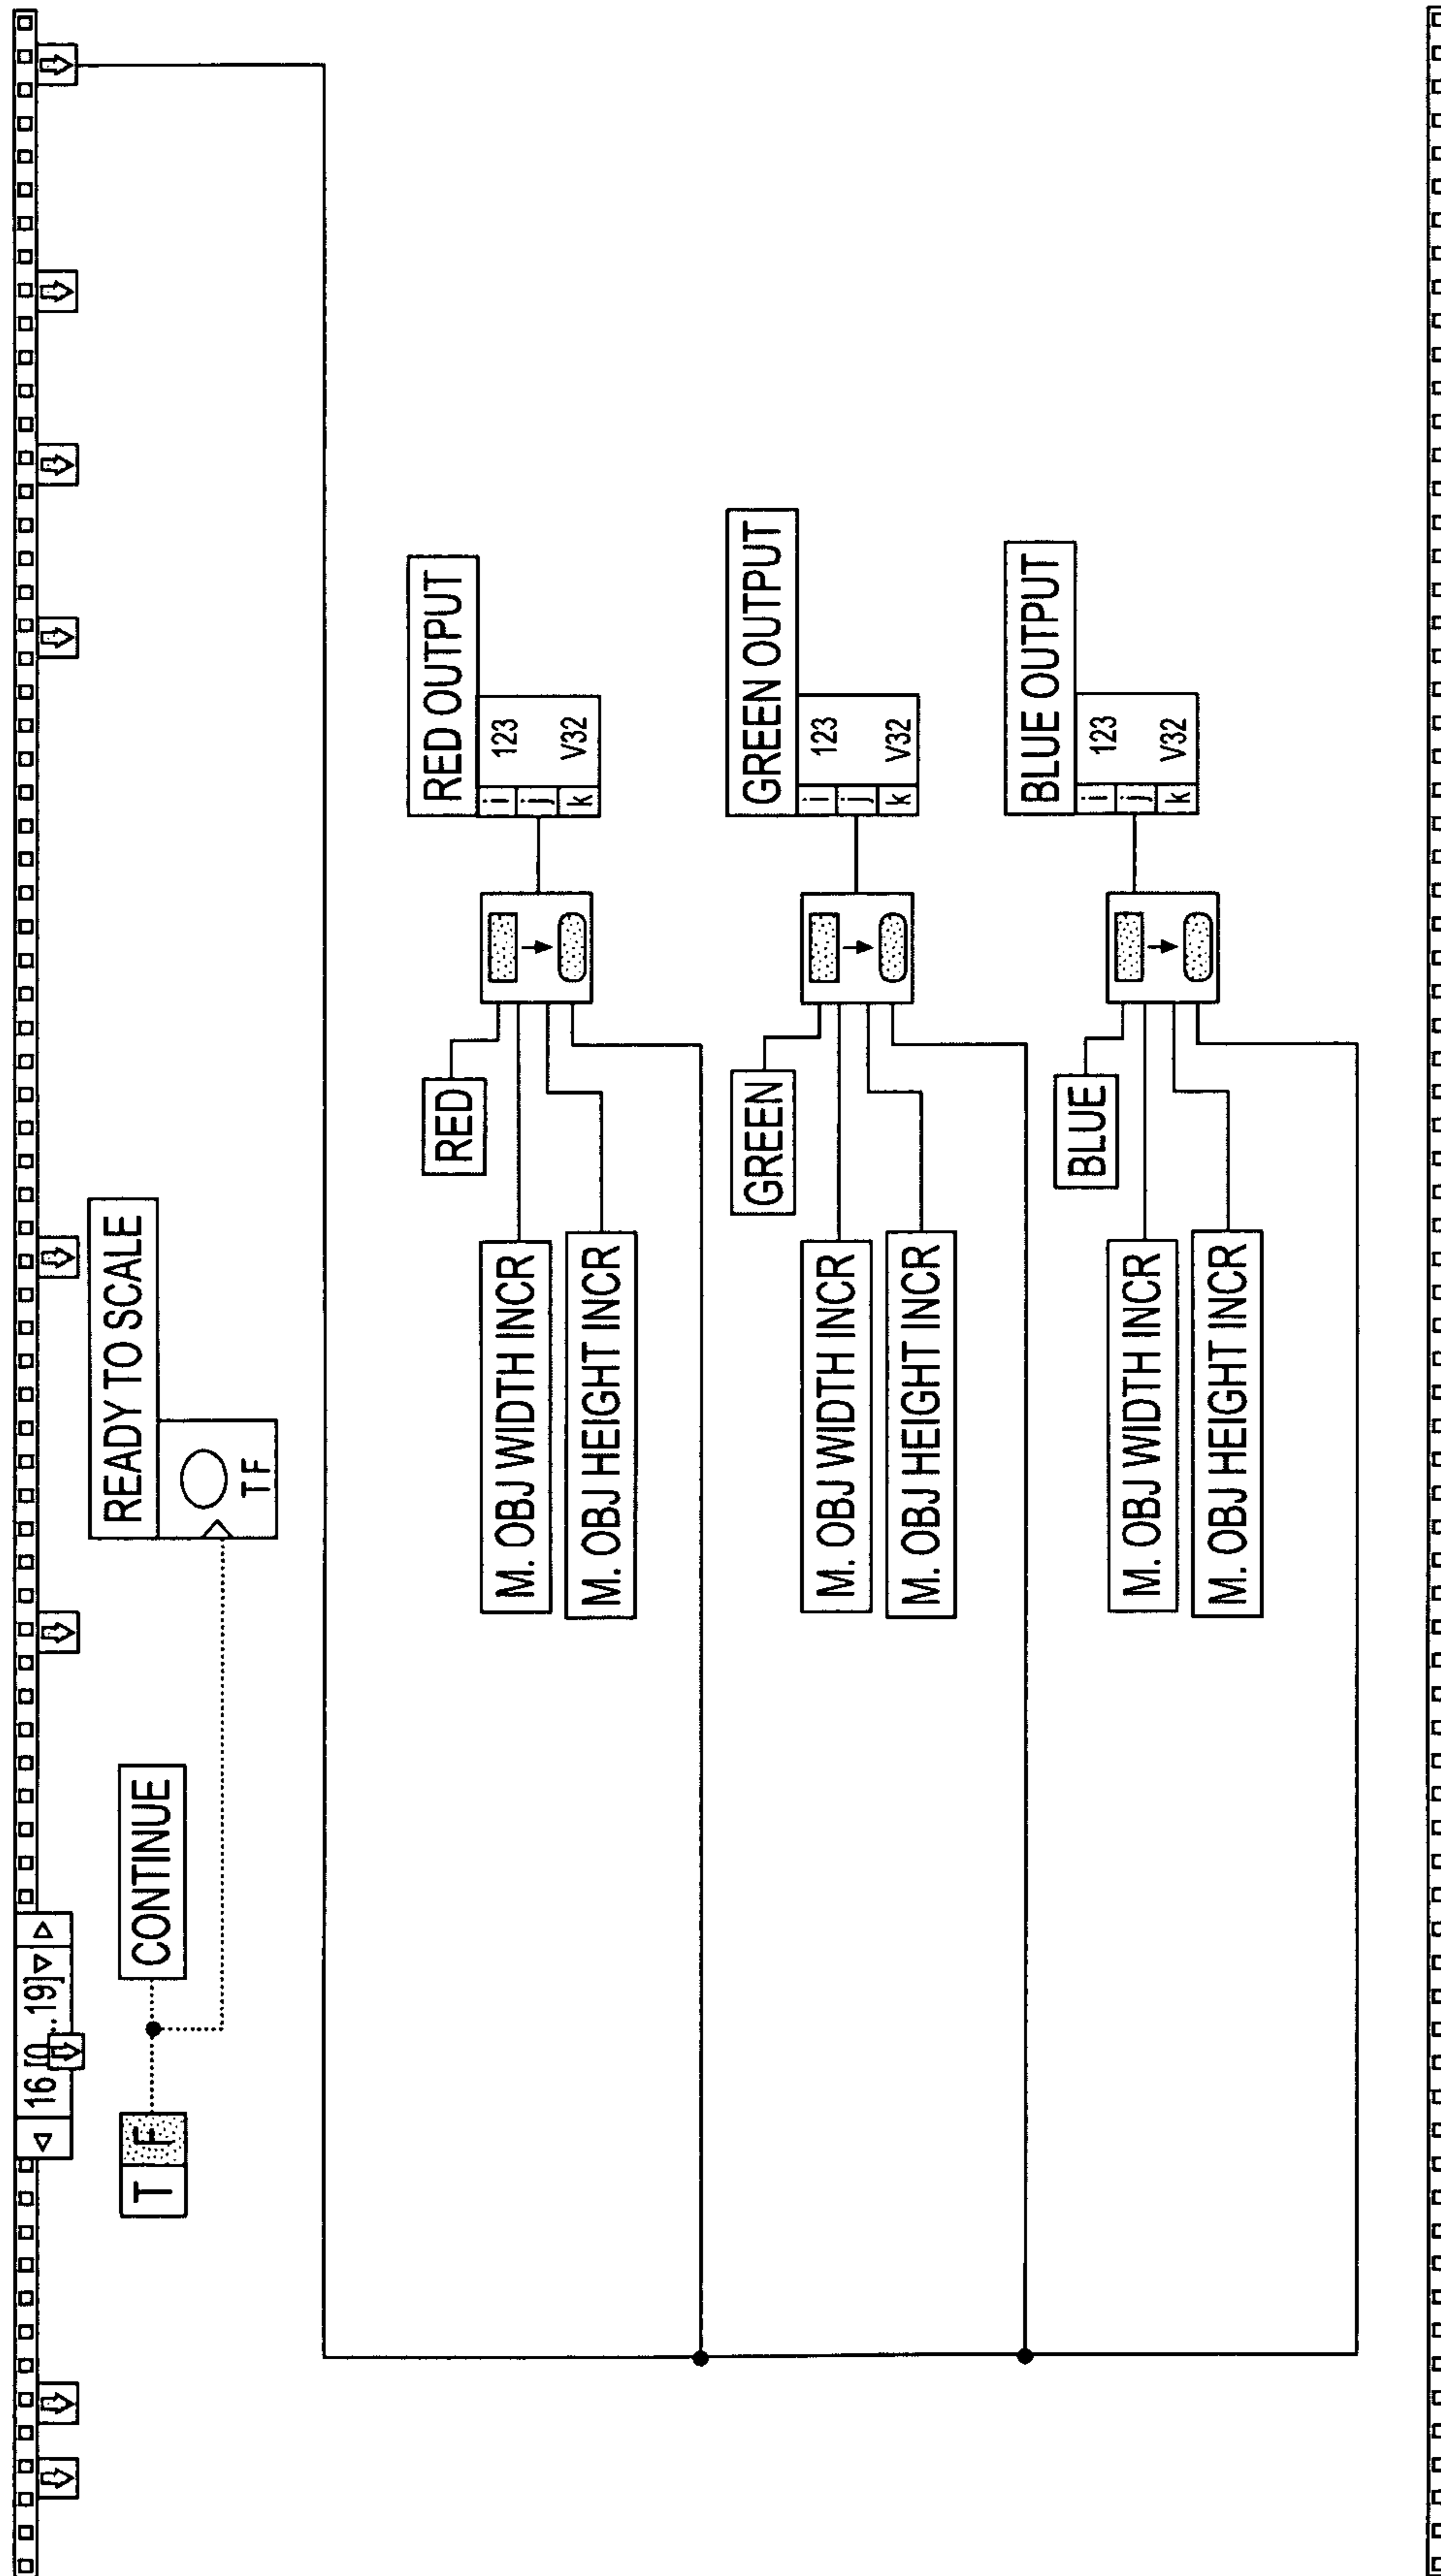 16 [0...19]
T F
CONTINUE
READY TO SCALE
TF
RED
M. OBJ WIDTH INCR
M. OBJ HEIGHT INCR
RED OUTPUT
i
j
k
123
V32
GREEN
M. OBJ WIDTH INCR
M. OBJ HEIGHT INCR
GREEN OUTPUT
i
j
k
123
V32
BLUE
M. OBJ WIDTH INCR
M. OBJ HEIGHT INCR
BLUE OUTPUT
i
j
k
123
V32